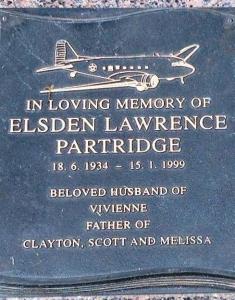 IN LOVING MEMORY OF
ELSDEN LAWRENCE
PARTRIDGE
18. 6. 1934 – 15. 1. 1999
BELOVED HUSBAND OF
VIVIENNE
FATHER OF
CLAYTON, SCOTT AND MELISSA